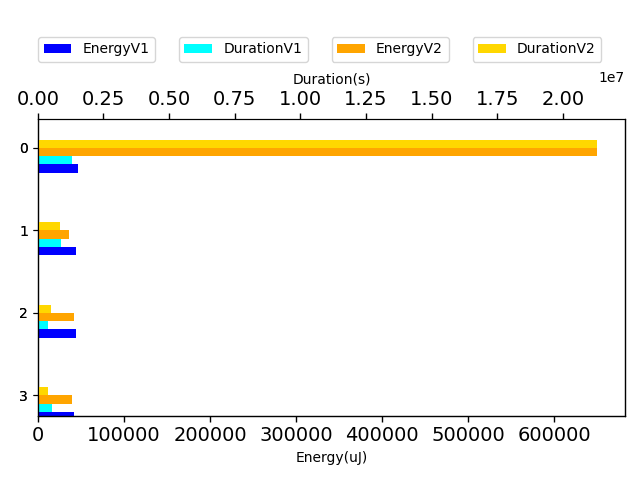 EnergyV1 DurationV1 EnergyV2 DurationV2
Duration(s)
1e7
0.00 0.25 0.50 0.75 1.00 1.25 1.50 1.75 2.00
0
1
2
3
0 100000 200000 300000 400000 500000 600000
Energy(uJ)